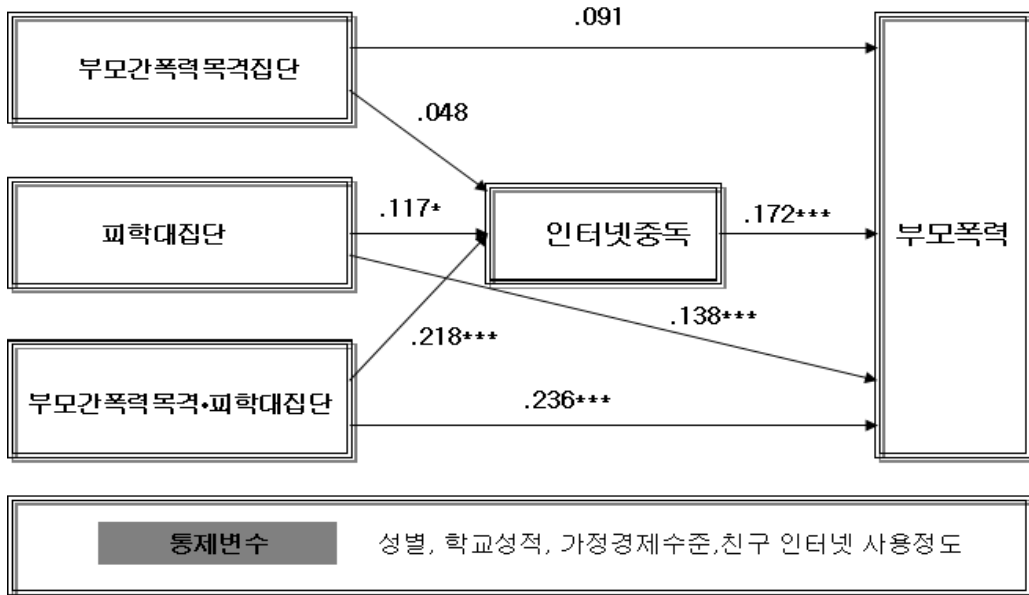 .091
부모간폭력목격집단
.048
피학대집단
.117*
인터넷중독
.172***
부모폭력
.138***
.218***
부모간폭력목격•피학대집단
.236***
통제변수
성별, 학교성적, 가정경제수준,친구 인터넷 사용정도